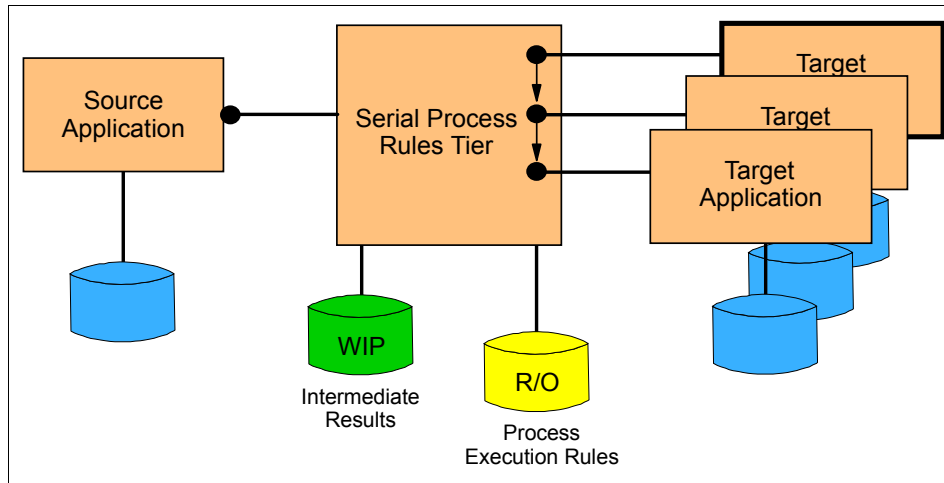 Source
Application
Serial Process
Rules Tier
Target
Target
Target
Application
WIP
Intermediate
Results
R/O
Process
Execution Rules